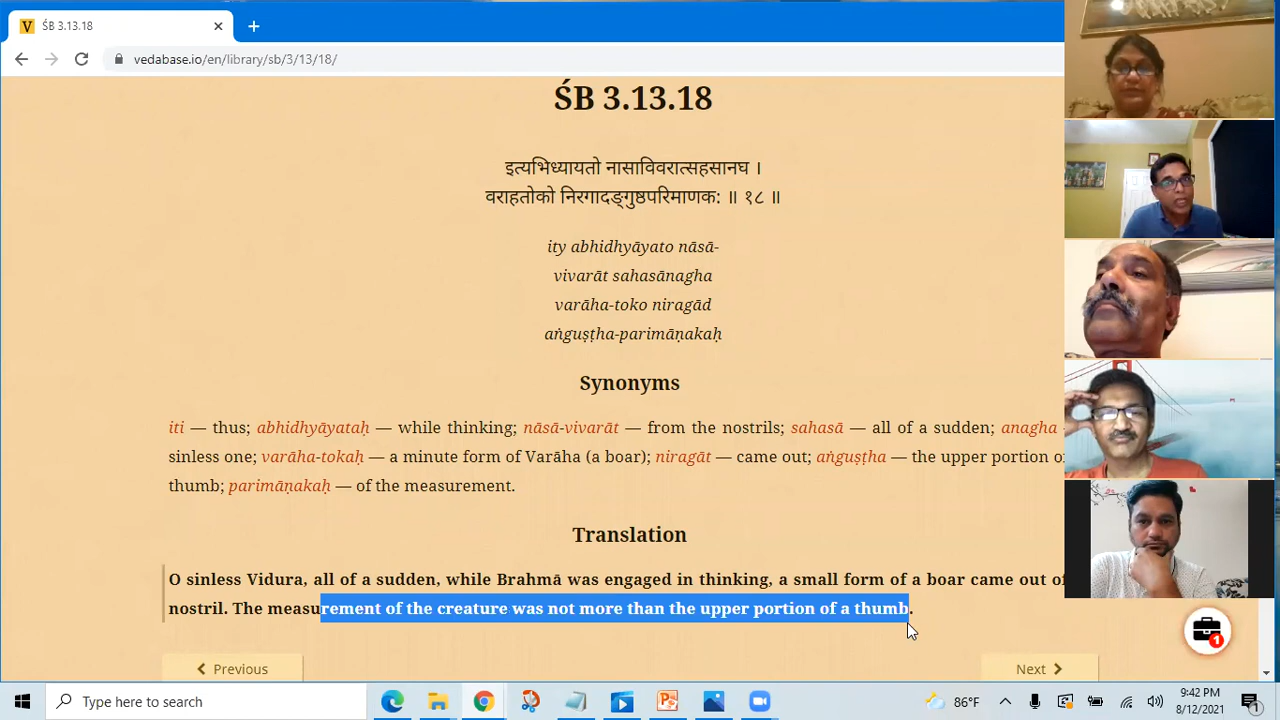 ŚB 3.13.18
vedabase.io/en/library/sb/3/13/18/
ŚB 3.13.18
इत्यभिध्यायतो नासाविवरात्सहसानघ ।
वराहतोको निरगादङ्गुष्ठपरिमाणक: ॥ १८ ॥
ity abhidhyāyato nāsā-
vivarāt sahasānagha
varāha-toko niragād
aṅguṣṭha-parimāṇakaḥ
Synonyms
iti — thus; abhidhyāyataḥ — while thinking; nāsā-vivarāt — from the nostrils; sahasā — all of a sudden; anagha
sinless one; varāha-tokaḥ — a minute form of Varāha (a boar); niragāt — came out; aṅguṣṭha — the upper portion
thumb; parimāṇakaḥ — of the measurement.
Translation
O sinless Vidura, all of a sudden, while Brahmā was engaged in thinking, a small form of a boar came out of
nostril. The measurement of the creature was not more than the upper portion of a thumb.
Previous
Next
1
Type here to search
86°F
9:42 PM
8/12/2021
1